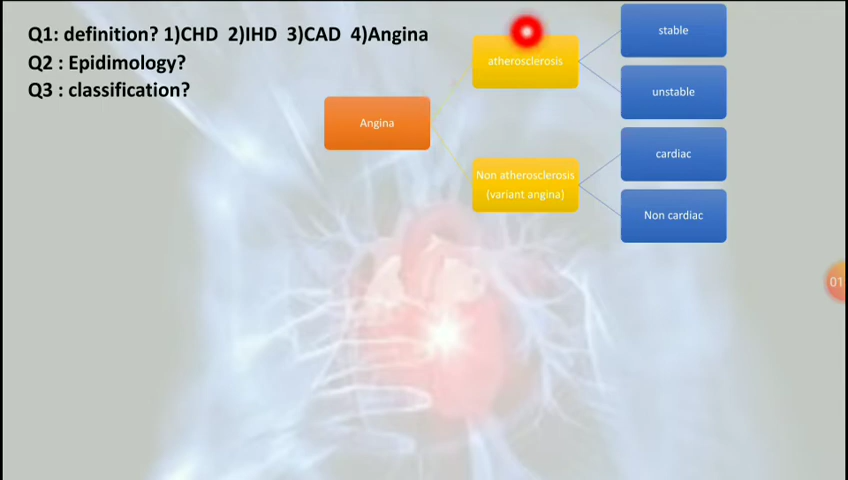 Q1: definition? 1)CHD 2)IHD 3)CAD 4)Angina
Q2 : Epidimology?
Q3 : classification?
Angina
atherosclerosis
Non atherosclerosis
(variant angina)
stable
unstable
cardiac
Non cardiac
01